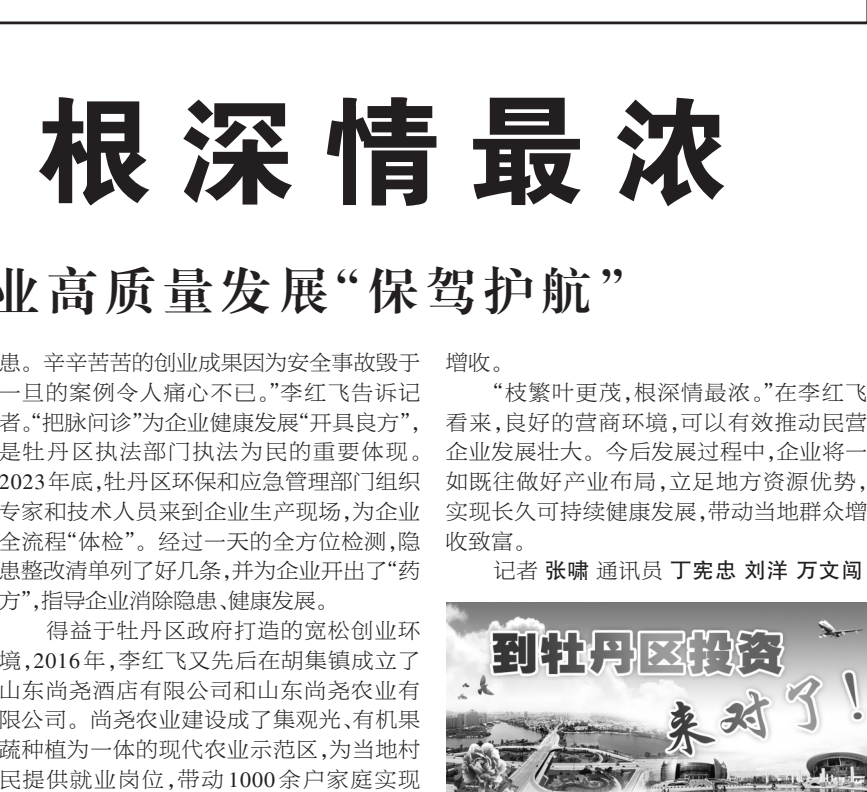 根深情最浓
业高质量发展“保驾护航”
患。辛辛苦苦的创业成果因为安全事故毁于
一旦的案例令人痛心不已。”李红飞告诉记
者。“把脉问诊”为企业健康发展“开具良方”，
是牡丹区执法部门执法为民的重要体现。
2023年底，牡丹区环保和应急管理部门组织
专家和技术人员来到企业生产现场，为企业
全流程“体检”。经过一天的全方位检测，隐
患整改清单列了好几条，并为企业开出了“药
方”，指导企业消除隐患、健康发展。
得益于牡丹区政府打造的宽松创业环
境，2016年，李红飞又先后在胡集镇成立了
山东尚尧酒店有限公司和山东尚尧农业有
限公司。尚尧农业建设成了集观光、有机果
蔬种植为一体的现代农业示范区，为当地村
民提供就业岗位，带动1000余户家庭实现
增收。
“枝繁叶更茂，根深情最浓。”在李红飞
看来，良好的营商环境，可以有效推动民营
企业发展壮大。今后发展过程中，企业将一
如既往做好产业布局，立足地方资源优势，
实现长久可持续健康发展，带动当地群众增
收致富。
记者 张啸 通讯员 丁宪忠 刘洋 万文闯
到牡丹区投资
来对了！